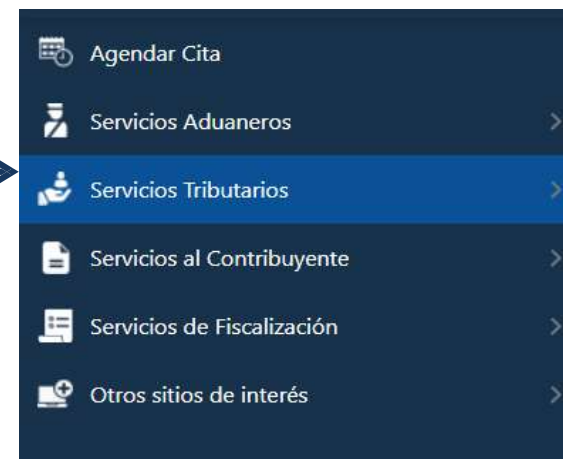 Agendar Cita
Servicios Aduaneros
Servicios Tributarios
Servicios al Contribuyente
Servicios de Fiscalización
Otros sitios de interés